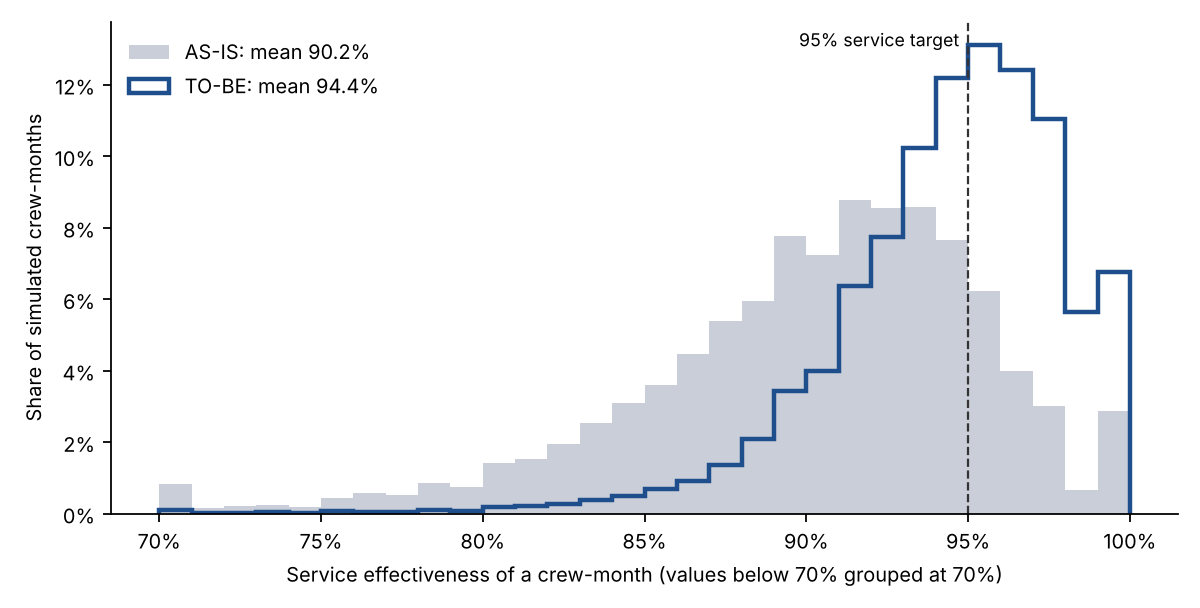 AS-IS: mean 90.2%
TO-BE: mean 94.4%
95% service target
Share of simulated crew-months
12%
10%
8%
6%
4%
2%
0%
70%
75%
80%
85%
90%
95%
100%
Service effectiveness of a crew-month (values below 70% grouped at 70%)